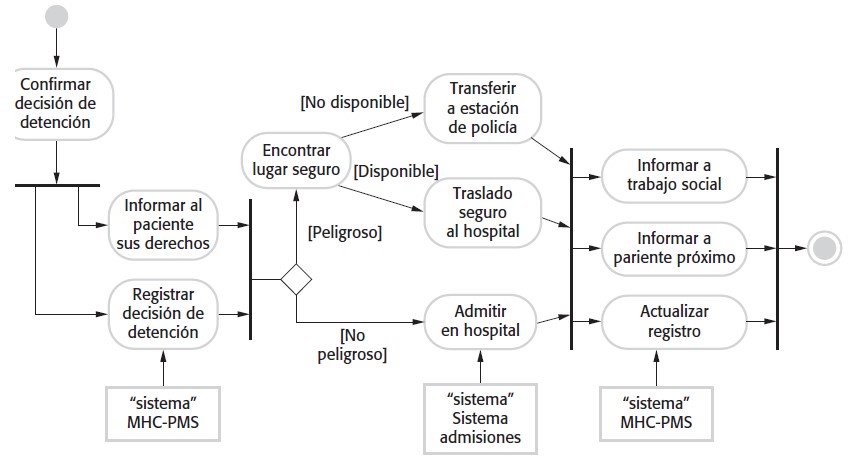 Confirmar
decisión de
detención
Informar al
paciente
sus derechos
Registrar
decisión de
detención
“sistema”
MHC-PMS
Encontrar
lugar seguro
[Peligroso]
[No
peligroso]
[No disponible]
[Disponible]
Transferir
a estación
de policía
Traslado
seguro
al hospital
Admitir
en hospital
“sistema”
Sistema
admisiones
Informar a
trabajo social
Informar a
pariente próximo
Actualizar
registro
“sistema”
MHC-PMS